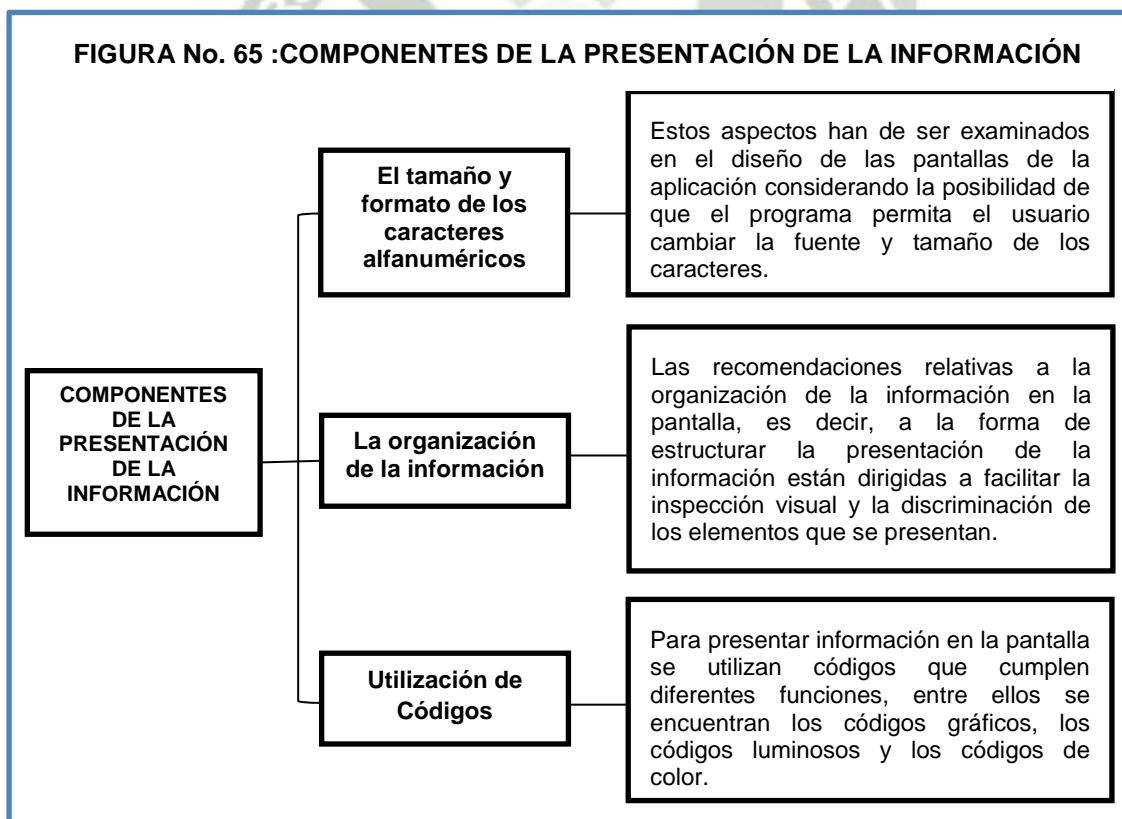 FIGURA No. 65 :COMPONENTES DE LA PRESENTACIÓN DE LA INFORMACIÓN
COMPONENTES
DE LA
PRESENTACIÓN
DE LA
INFORMACIÓN
El tamaño y
formato de los
caracteres
alfanuméricos
Estos aspectos han de ser examinados
en el diseño de las pantallas de la
aplicación considerando la posibilidad de
que el programa permita el usuario
cambiar la fuente y tamaño de los
caracteres.
La organización
de la información
Las recomendaciones relativas a la
organización de la información en la
pantalla, es decir, a la forma de
estructurar la presentación de la
información están dirigidas a facilitar la
inspección visual y la discriminación de
los elementos que se presentan.
Utilización de
Códigos
Para presentar información en la pantalla
se utilizan códigos que cumplen
diferentes funciones, entre ellos se
encuentran los códigos gráficos, los
códigos luminosos y los códigos de
color.